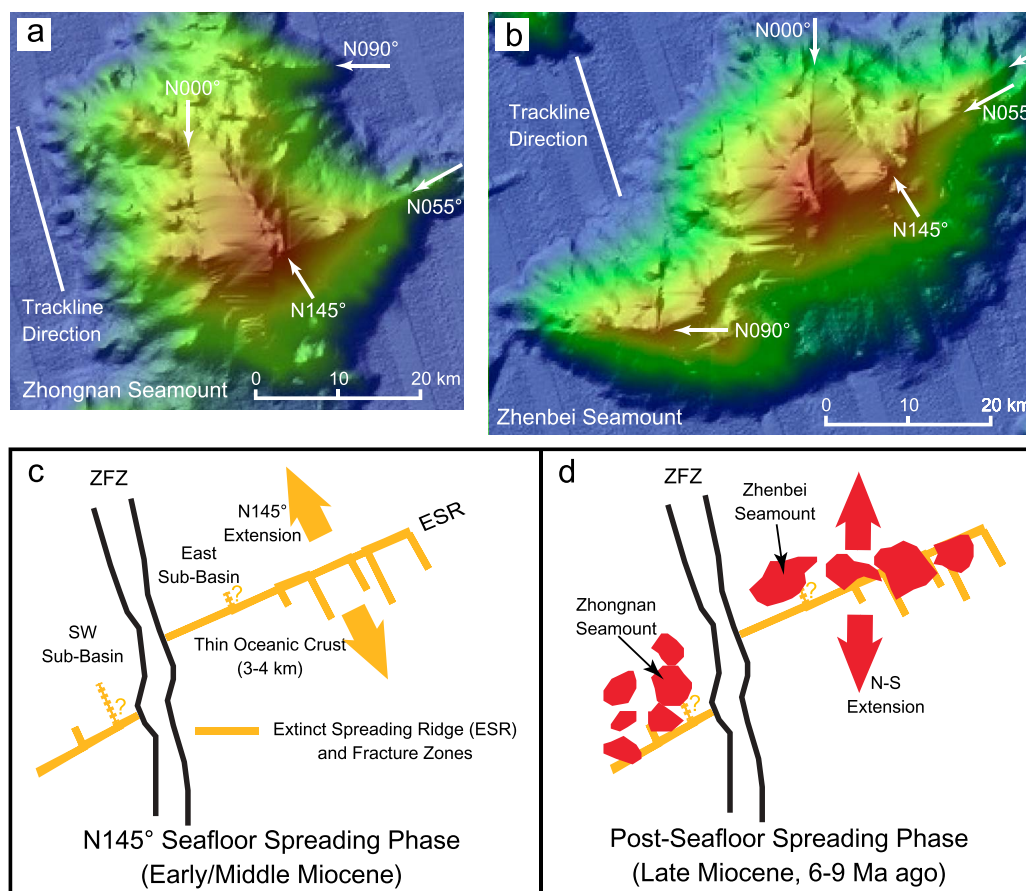 a
N090°
N000°
N055°
N145°
Trackline
Direction
Zhongnan Seamount
0 10 20 km
b
N000°
N055°
Trackline
Direction
N145°
N090°
Zhenbei Seamount
0 10 20 km
c
ZFZ
N145°
Extension
ESR
East
Sub-Basin
?
SW
Sub-Basin
?
Thin Oceanic Crust
(3-4 km)
Extinct Spreading Ridge (ESR)
and Fracture Zones
N145° Seafloor Spreading Phase
(Early/Middle Miocene)
d
ZFZ
Zhenbei
Seamount
?
Zhongnan
Seamount
?
N-S
Extension
Post-Seafloor Spreading Phase
(Late Miocene, 6-9 Ma ago)